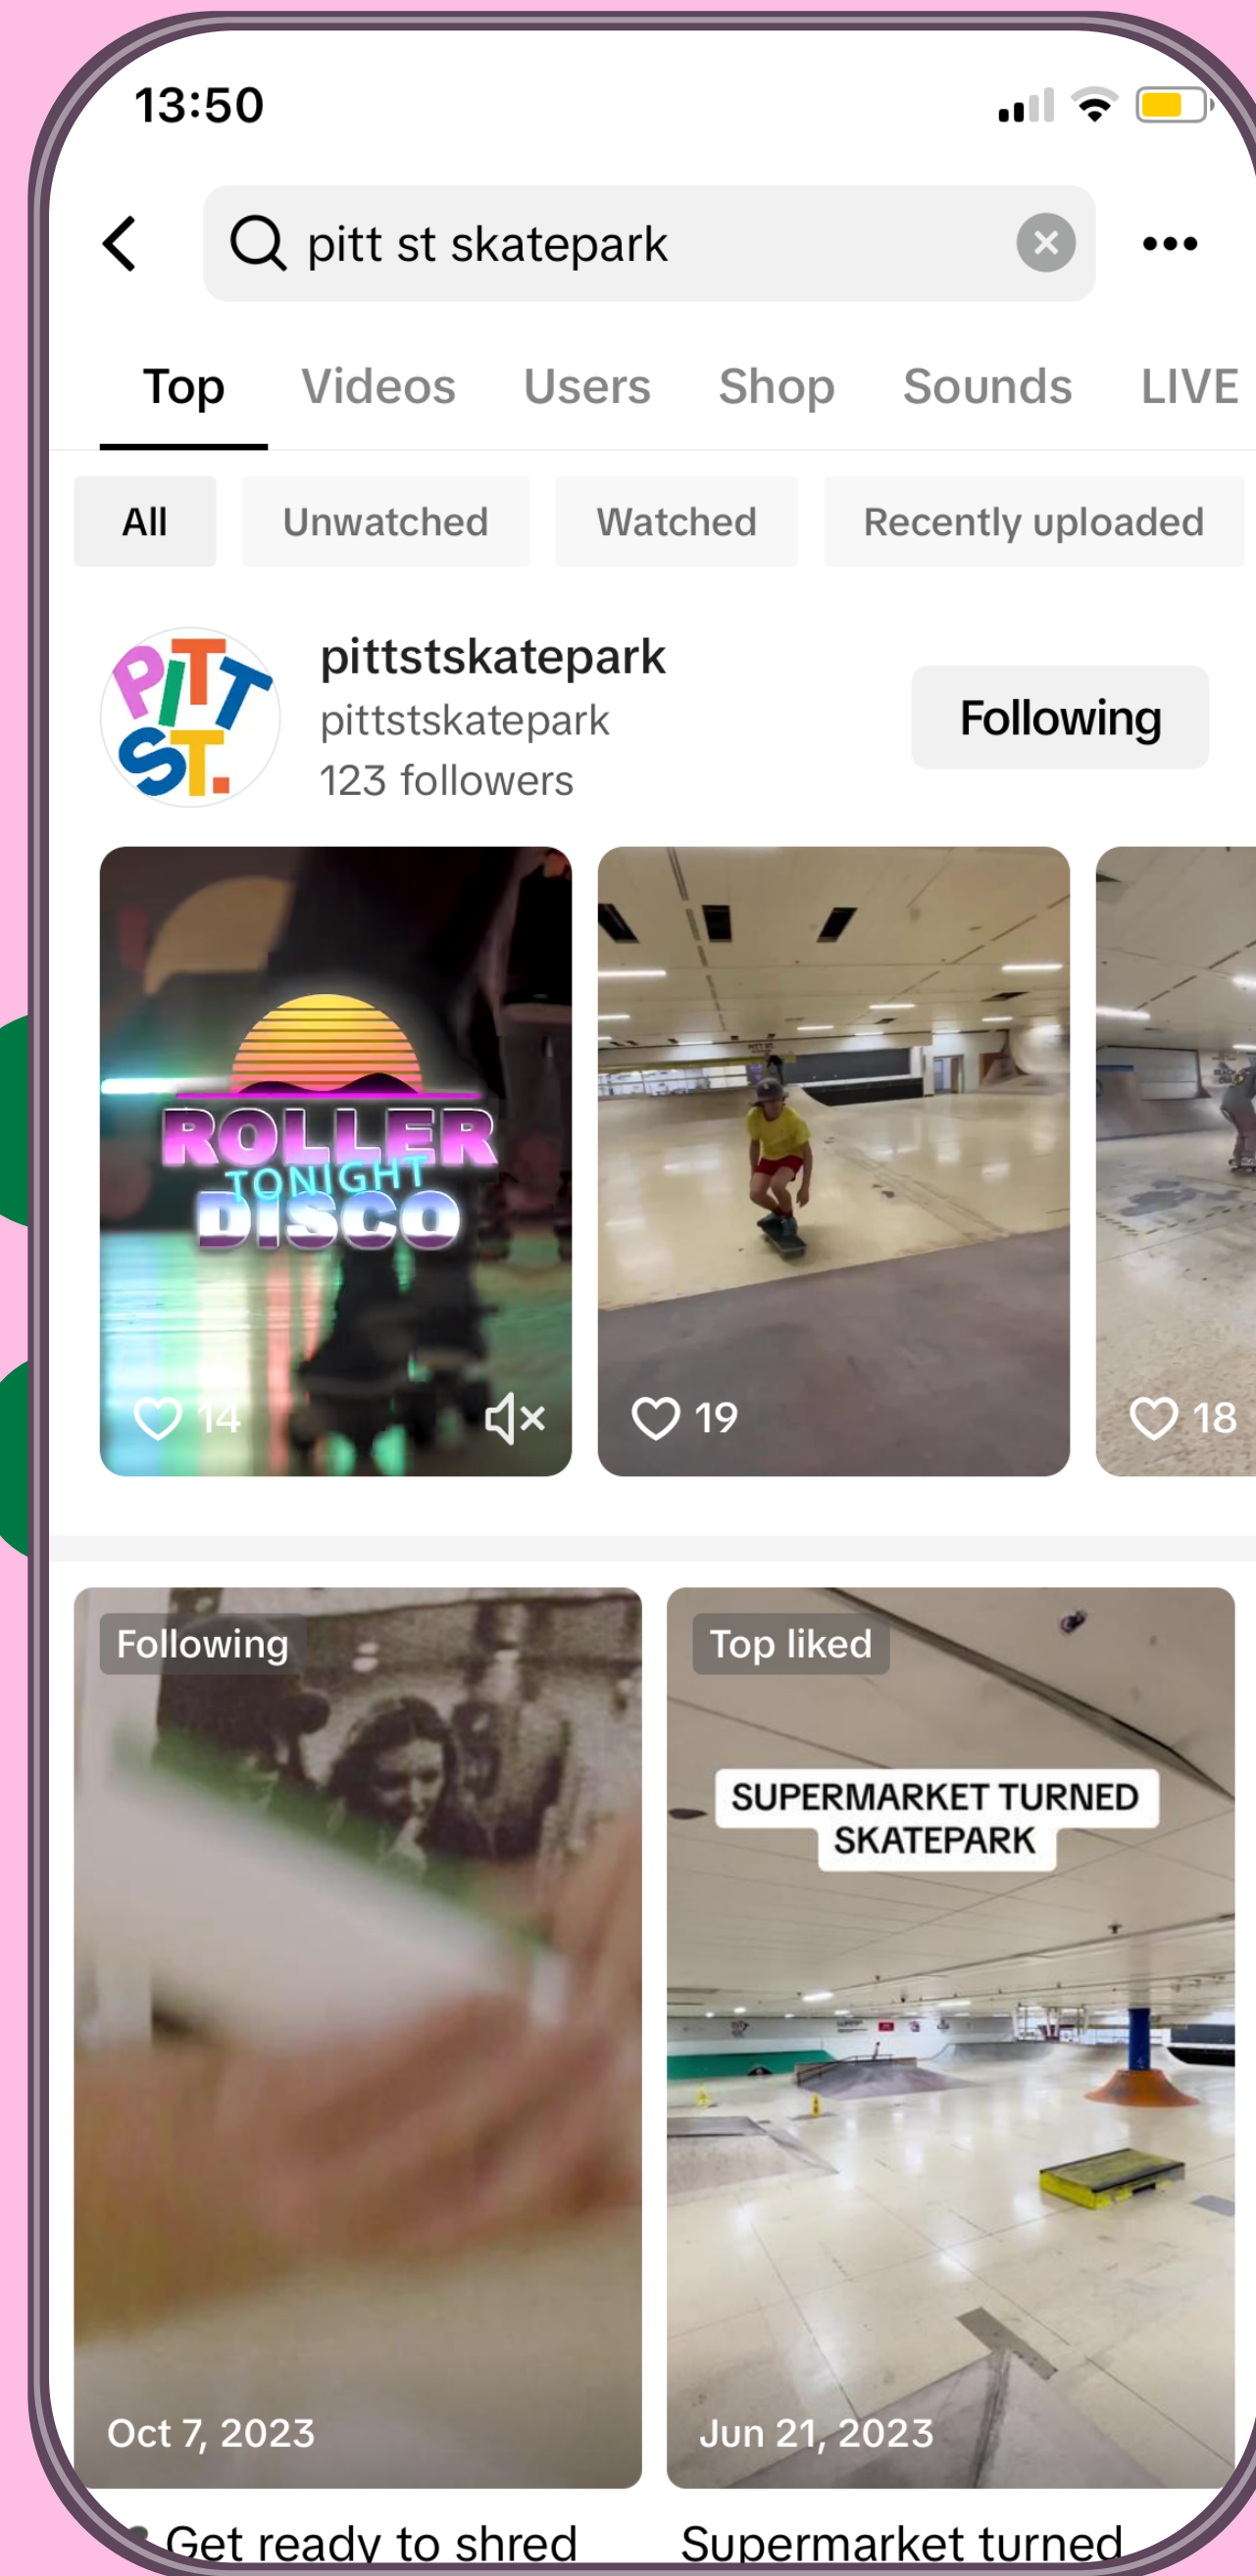 13:50
pitt st skatepark
Top Videos Users Shop Sounds LIVE
All Unwatched Watched Recently uploaded
PITT
ST.
pittstskatepark
pittstskatepark
123 followers
Following
ROLLER
TONIGHT
DISCO
14
19
18
Following
Top liked
SUPERMARKET TURNED
SKATEPARK
Oct 7, 2023
Jun 21, 2023
Get ready to shred
Supermarket turned